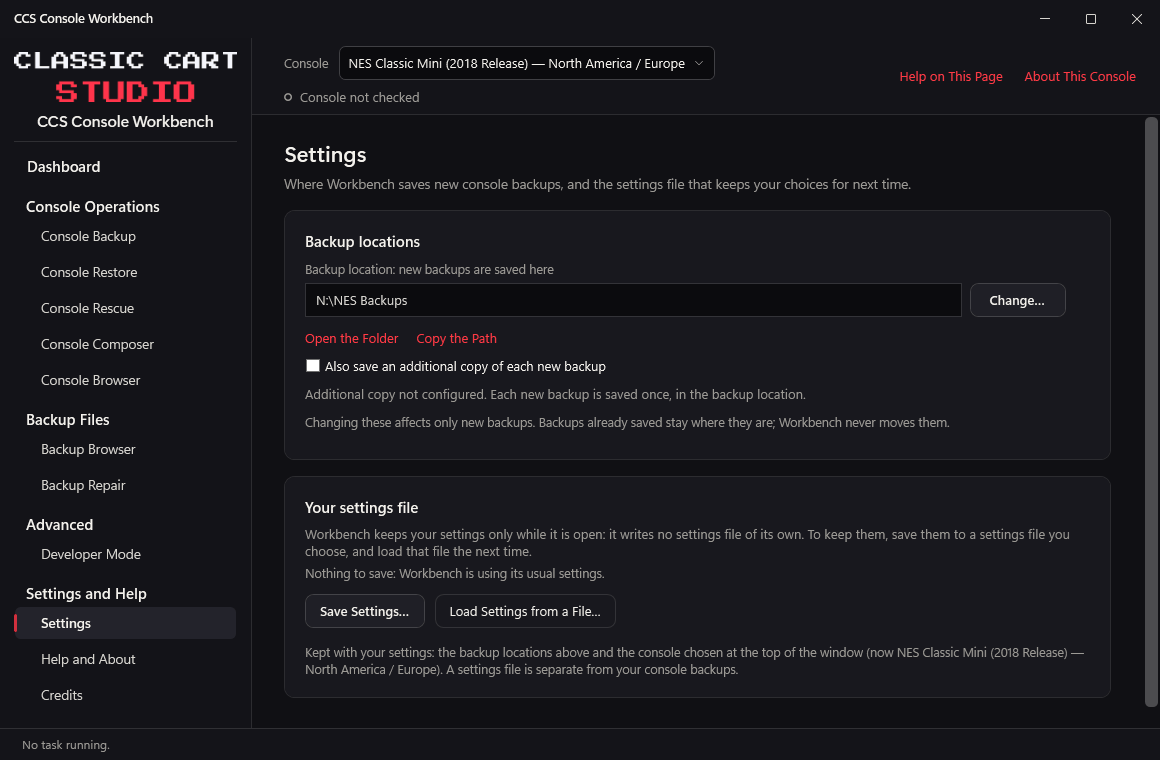 CCS Console Workbench
CLASSIC CART
STUDIO
CCS Console Workbench
Dashboard
Console Operations
Console Backup
Console Restore
Console Rescue
Console Composer
Console Browser
Backup Files
Backup Browser
Backup Repair
Advanced
Developer Mode
Settings and Help
Settings
Help and About
Credits
Console
NES Classic Mini (2018 Release) — North America / Europe
Console not checked
Help on This Page
About This Console
Settings
Where Workbench saves new console backups, and the settings file that keeps your choices for next time.
Backup locations
Backup location: new backups are saved here
N:\NES Backups
Change...
Open the Folder
Copy the Path
Also save an additional copy of each new backup
Additional copy not configured. Each new backup is saved once, in the backup location.
Changing these affects only new backups. Backups already saved stay where they are; Workbench never moves them.
Your settings file
Workbench keeps your settings only while it is open: it writes no settings file of its own. To keep them, save them to a settings file you
choose, and load that file the next time.
Nothing to save: Workbench is using its usual settings.
Save Settings...
Load Settings from a File...
Kept with your settings: the backup locations above and the console chosen at the top of the window (now NES Classic Mini (2018 Release) —
North America / Europe). A settings file is separate from your console backups.
No task running.